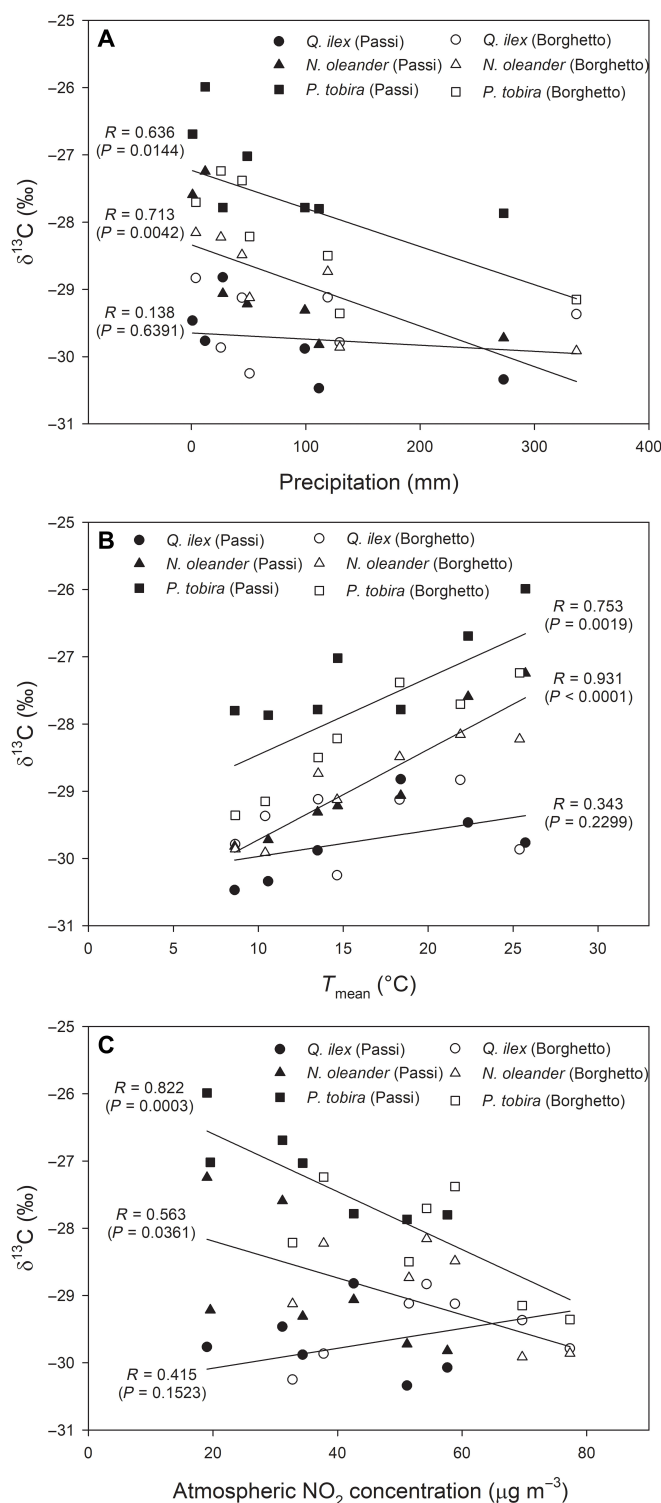 A
Q. ilex (Passi)
Q. ilex (Borghetto)
N. oleander (Passi)
N. oleander (Borghetto)
P. tobira (Passi)
P. tobira (Borghetto)
R = 0.636
(P = 0.0144)
R = 0.713
(P = 0.0042)
R = 0.138
(P = 0.6391)
δ13C (‰)
–25
–26
–27
–28
–29
–30
–31
0
100
200
300
400
Precipitation (mm)
B
Q. ilex (Passi)
Q. ilex (Borghetto)
N. oleander (Passi)
N. oleander (Borghetto)
P. tobira (Passi)
P. tobira (Borghetto)
R = 0.753
(P = 0.0019)
R = 0.931
(P < 0.0001)
R = 0.343
(P = 0.2299)
δ13C (‰)
–25
–26
–27
–28
–29
–30
–31
0
5
10
15
20
25
30
Tmean (°C)
C
Q. ilex (Passi)
Q. ilex (Borghetto)
N. oleander (Passi)
N. oleander (Borghetto)
P. tobira (Passi)
P. tobira (Borghetto)
R = 0.822
(P = 0.0003)
R = 0.563
(P = 0.0361)
R = 0.415
(P = 0.1523)
δ13C (‰)
–25
–26
–27
–28
–29
–30
–31
0
20
40
60
80
Atmospheric NO2 concentration (μg m–3)